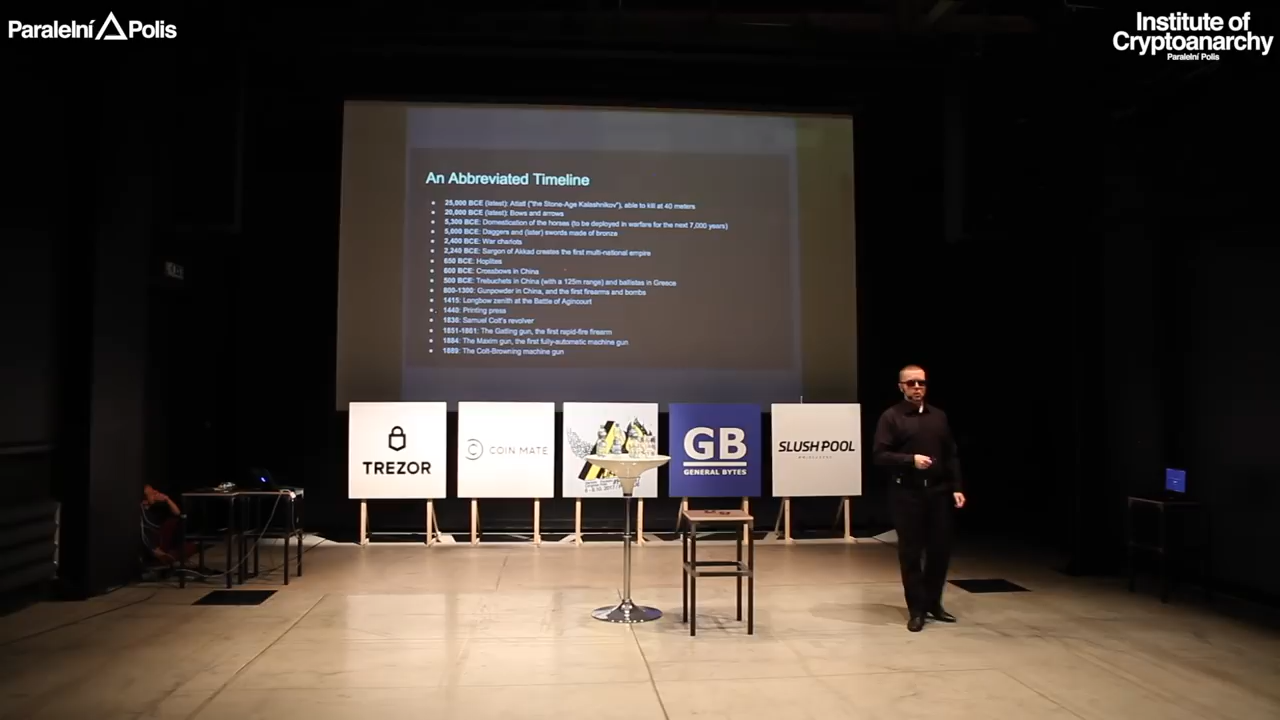 Paralelní Polis
Institute of
Cryptoanarchy
Paralelní Polis
An Abbreviated Timeline
25,000 BCE (latest): Atlatl ("the Stone-Age Kalashnikov"), able to kill at 40 meters
20,000 BCE (latest): Bows and arrows
5,300 BCE: Domestication of the horses (to be deployed in warfare for the next 7,000 years)
5,000 BCE: Daggers and (later) swords made of bronze
2,400 BCE: War chariots
2,340 BCE: Sargon of Akkad creates the first multi-national empire
650 BCE: Hoplites
600 BCE: Crossbows in China
500 BCE: Trebuchets in China (with a 125m range) and ballistas in Greece
800-1300: Gunpowder in China, and the first firearms and bombs
1415: Longbow zenith at the Battle of Agincourt
1440: Printing press
1836: Samuel Colt's revolver
1851-1861: The Gatling gun, the first rapid-fire firearm
1884: The Maxim gun, the first fully-automatic machine gun
1889: The Colt-Browning machine gun
TREZOR
COIN MATE
GB
GENERAL BYTES
SLUSH POOL